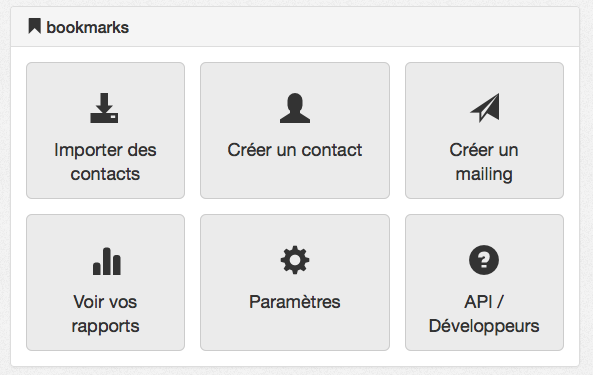 bookmarks
Importer des
contacts
Créer un contact
Créer un
mailing
Voir vos
rapports
Paramètres
API /
Développeurs